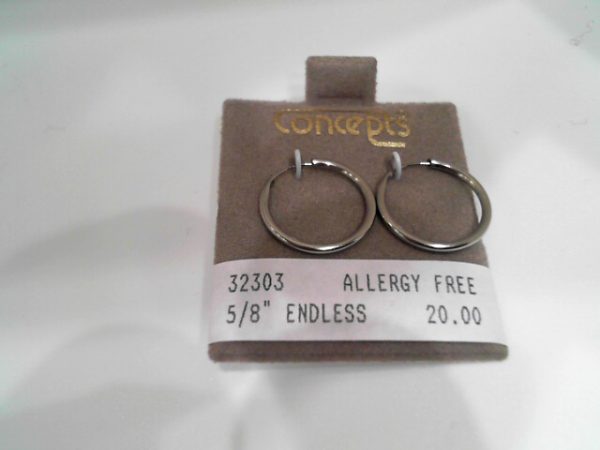 Concepts
32303 ALLERGY FREE
5/8" ENDLESS 20.00